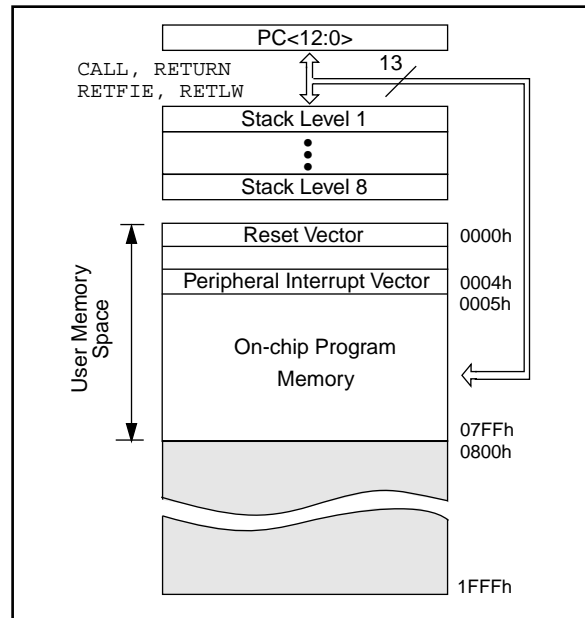 PC<12:0>
CALL, RETURN
RETFIE, RETLW
13
Stack Level 1
Stack Level 8
User Memory
Space
Reset Vector
0000h
Peripheral Interrupt Vector
0004h
0005h
On-chip Program
Memory
07FFh
0800h
1FFFh